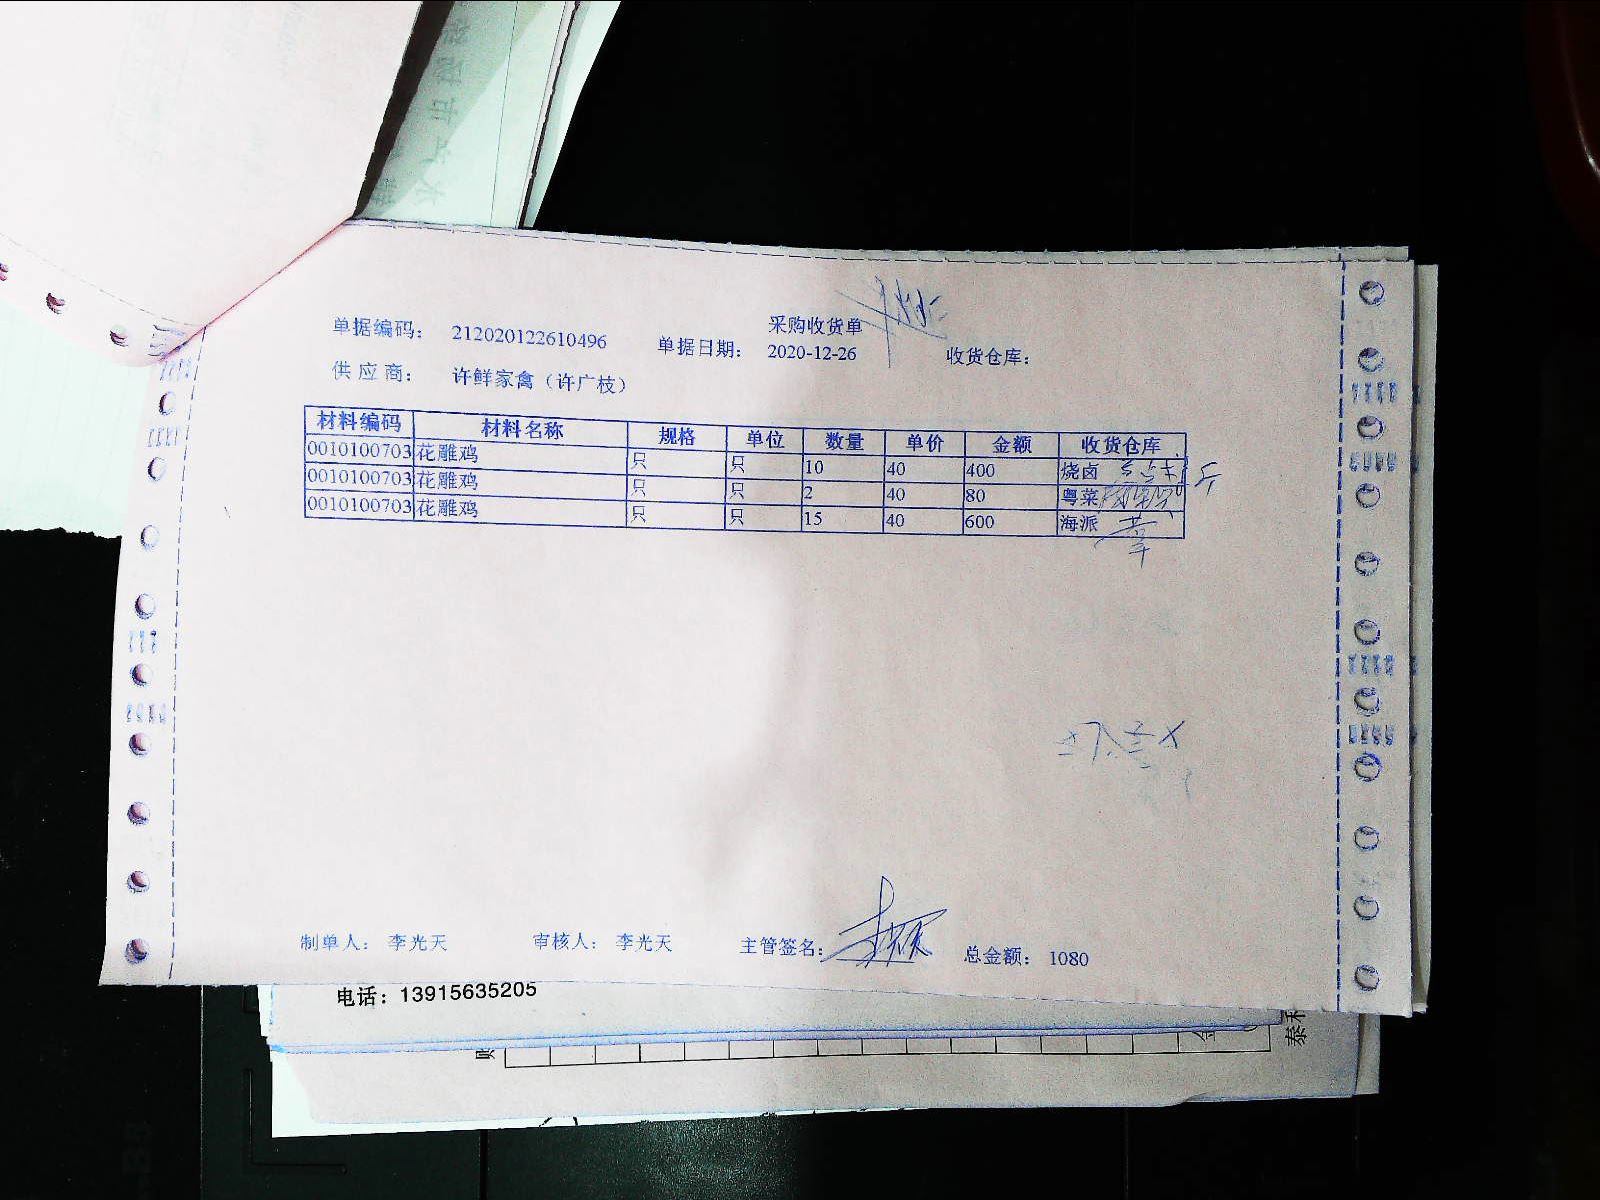 采购收货单
单据编码： 212020122610496 单据日期： 2020-12-26 收货仓库：
供应商： 许鲜家禽（许广枝）
材料编码 材料名称 规格 单位 数量 单价 金额 收货仓库
0010100703 花雕鸡 只 只 10 40 400 烧卤
0010100703 花雕鸡 只 只 2 40 80 粤菜
0010100703 花雕鸡 只 只 15 40 600 海派
制单人： 李光天 审核人： 李光天 主管签名： 总金额： 1080
电话：13915635205